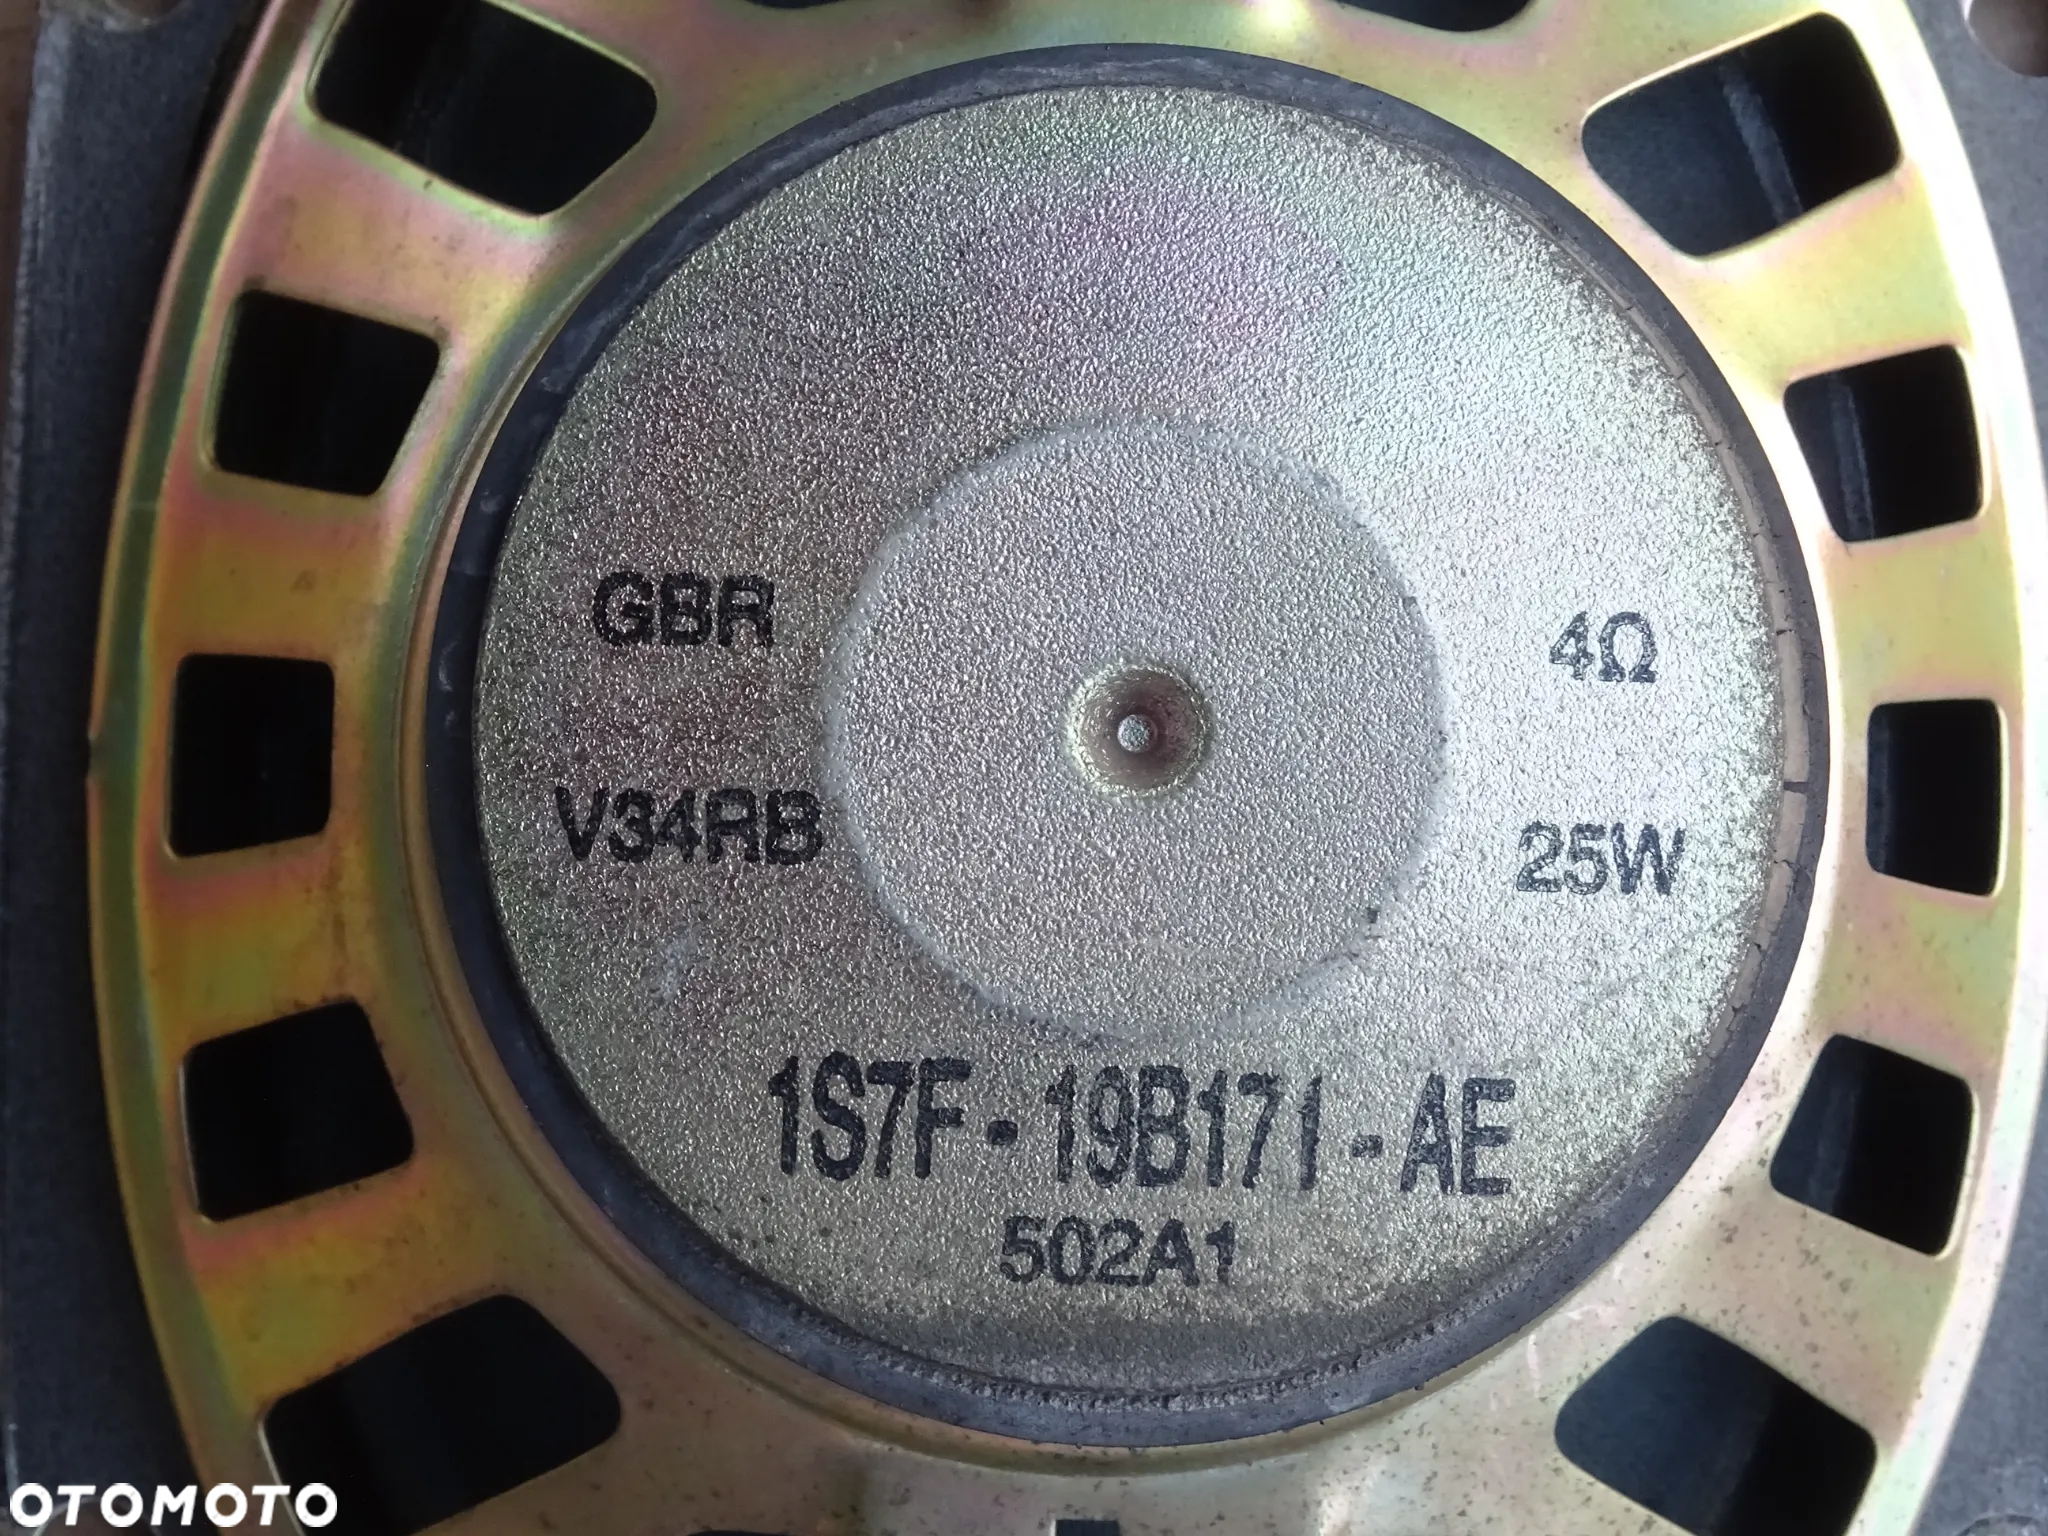 GBR
4Ω
V34RB
25W
1S7F-19B171-AE
502A1
OTOMOTO